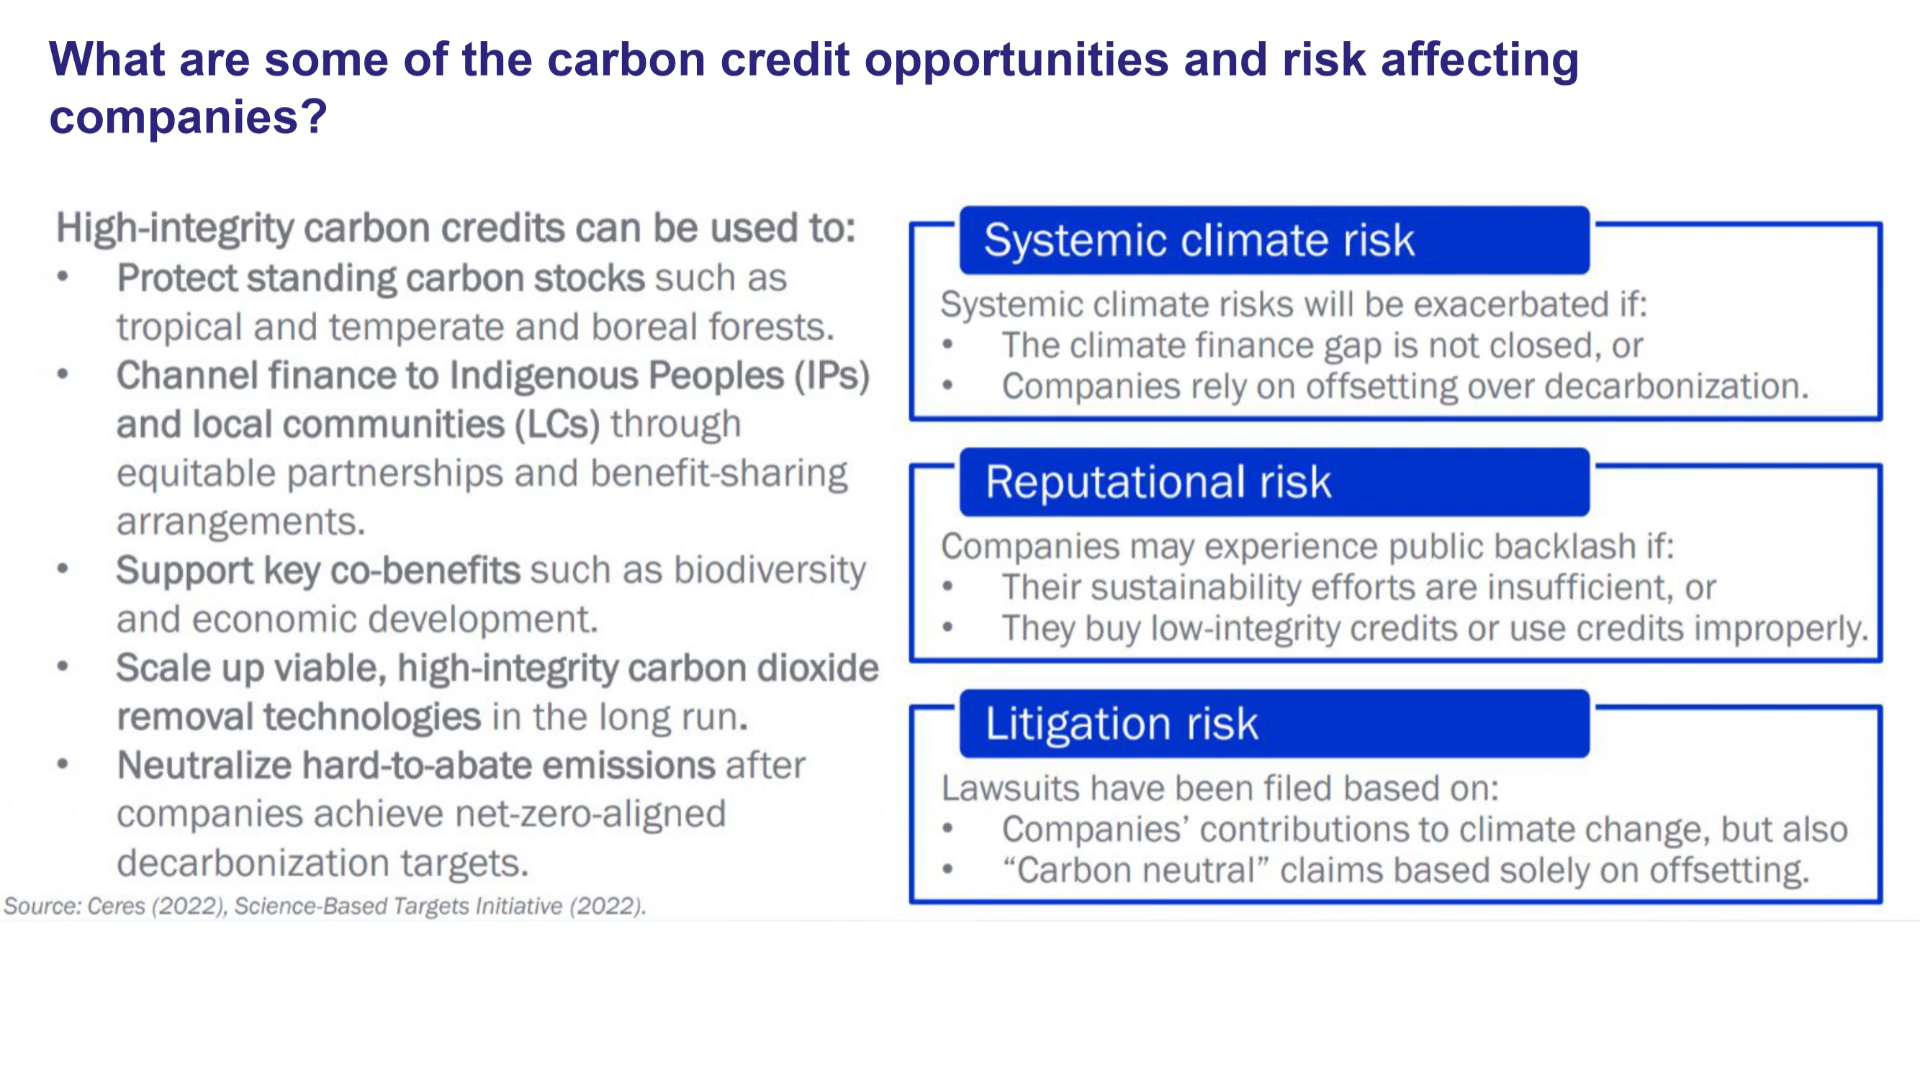 What are some of the carbon credit opportunities and risk affecting
companies?
High-integrity carbon credits can be used to:
• Protect standing carbon stocks such as
tropical and temperate and boreal forests.
• Channel finance to Indigenous Peoples (IPs)
and local communities (LCs) through
equitable partnerships and benefit-sharing
arrangements.
• Support key co-benefits such as biodiversity
and economic development.
• Scale up viable, high-integrity carbon dioxide
removal technologies in the long run.
• Neutralize hard-to-abate emissions after
companies achieve net-zero-aligned
decarbonization targets.
Source: Ceres (2022), Science-Based Targets Initiative (2022).
Systemic climate risk
Systemic climate risks will be exacerbated if:
• The climate finance gap is not closed, or
• Companies rely on offsetting over decarbonization.
Reputational risk
Companies may experience public backlash if:
• Their sustainability efforts are insufficient, or
• They buy low-integrity credits or use credits improperly.
Litigation risk
Lawsuits have been filed based on:
• Companies’ contributions to climate change, but also
• “Carbon neutral” claims based solely on offsetting.